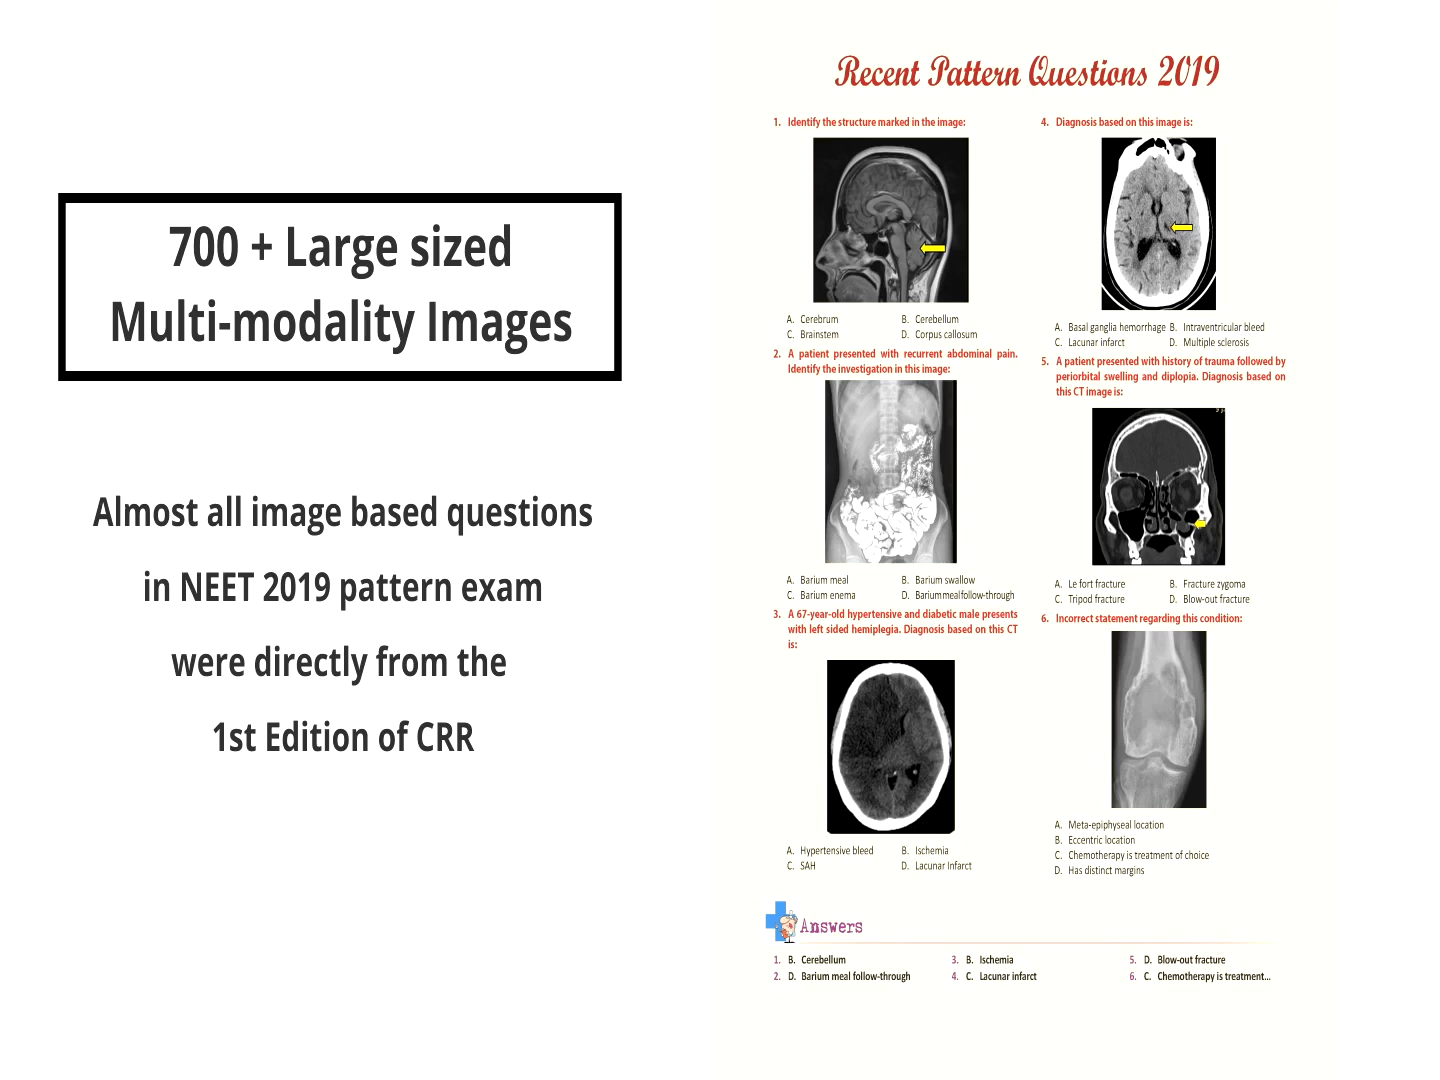 700 + Large sized
Multi-modality Images
Almost all image based questions
in NEET 2019 pattern exam
were directly from the
1st Edition of CRR
Recent Pattern Questions 2019
1. Identify the structure marked in the image:
A. Cerebrum B. Cerebellum
C. Brainstem D. Corpus callosum
2. A patient presented with recurrent abdominal pain.
Identify the investigation in this image:
A. Barium meal B. Barium swallow
C. Barium enema D. Barium meal follow-through
3. A 67-year-old hypertensive and diabetic male presents
with left sided hemiplegia. Diagnosis based on this CT
is:
A. Hypertensive bleed B. Ischemia
C. SAH D. Lacunar Infarct
4. Diagnosis based on this image is:
A. Basal ganglia hemorrhage B. Intraventricular bleed
C. Lacunar infarct D. Multiple sclerosis
5. A patient presented with history of trauma followed by
periorbital swelling and diplopia. Diagnosis based on
this CT image is:
A. Le fort fracture B. Fracture zygoma
C. Tripod fracture D. Blow-out fracture
6. Incorrect statement regarding this condition:
A. Meta-epiphyseal location
B. Eccentric location
C. Chemotherapy is treatment of choice
D. Has distinct margins
Answers
1. B. Cerebellum 3. B. Ischemia 5. D. Blow-out fracture
2. D. Barium meal follow-through 4. C. Lacunar infarct 6. C. Chemotherapy is treatment...